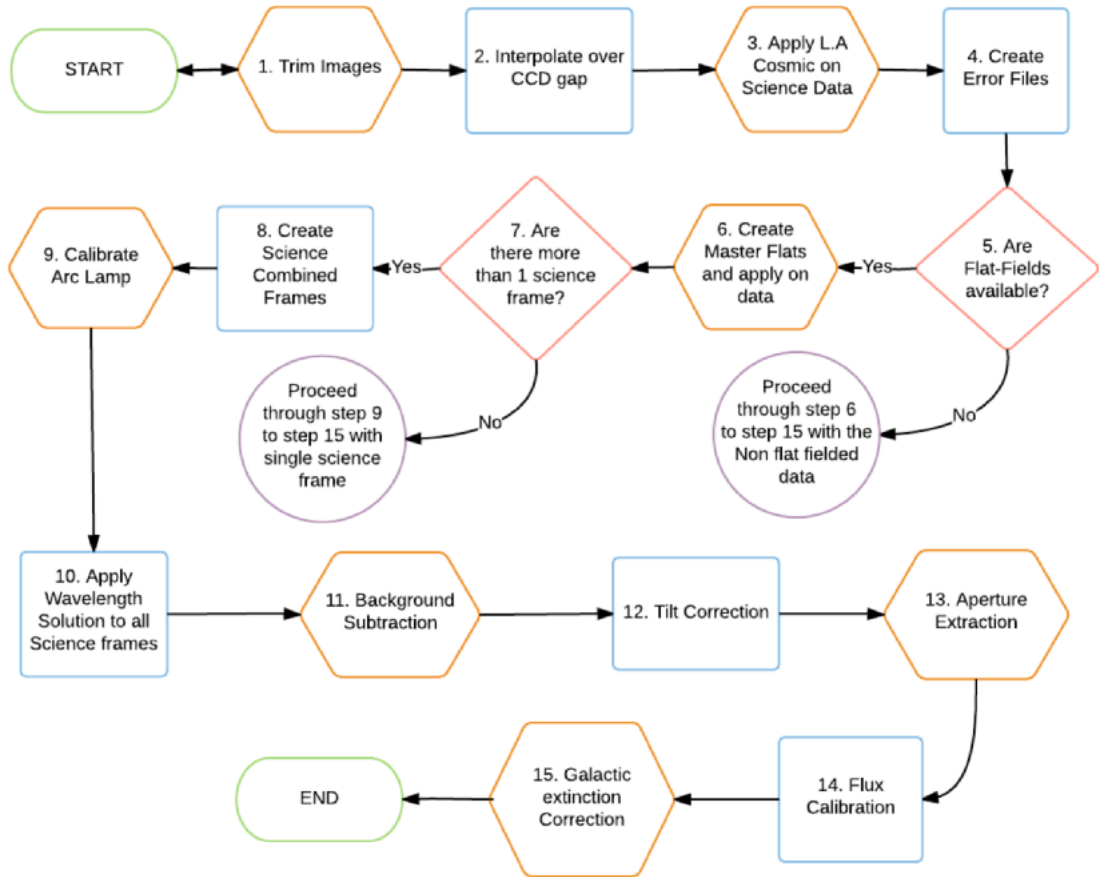 START
1. Trim Images
2. Interpolate over
CCD gap
3. Apply L.A
Cosmic on
Science Data
4. Create
Error Files
5. Are
Flat-Fields
available?
Yes
No
6. Create
Master Flats
and apply on
data
7. Are
there more
than 1 science
frame?
Yes
No
8. Create
Science
Combined
Frames
9. Calibrate
Arc Lamp
Proceed
through step 9
to step 15 with
single science
frame
Proceed
through step 6
to step 15 with the
Non flat fielded
data
10. Apply
Wavelength
Solution to all
Science frames
11. Background
Subtraction
12. Tilt Correction
13. Aperture
Extraction
14. Flux
Calibration
15. Galactic
extinction
Correction
END